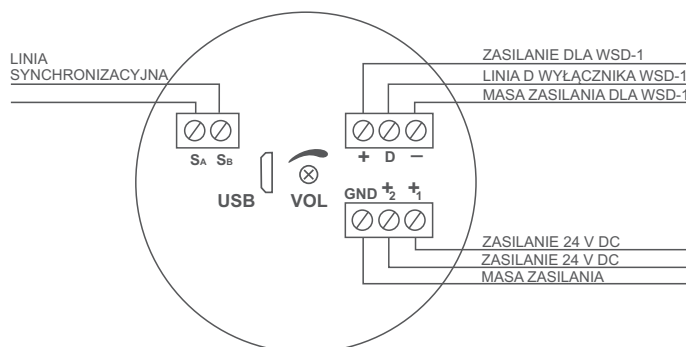 LINIA
SYNCHRONIZACYJNA
ZASILANIE DLA WSD-1
LINIA D WYŁĄCZNIKA WSD-1
MASA ZASILANIA DLA WSD-1
SA SB
+ D −
USB
VOL
GND +2 +1
ZASILANIE 24 V DC
ZASILANIE 24 V DC
MASA ZASILANIA